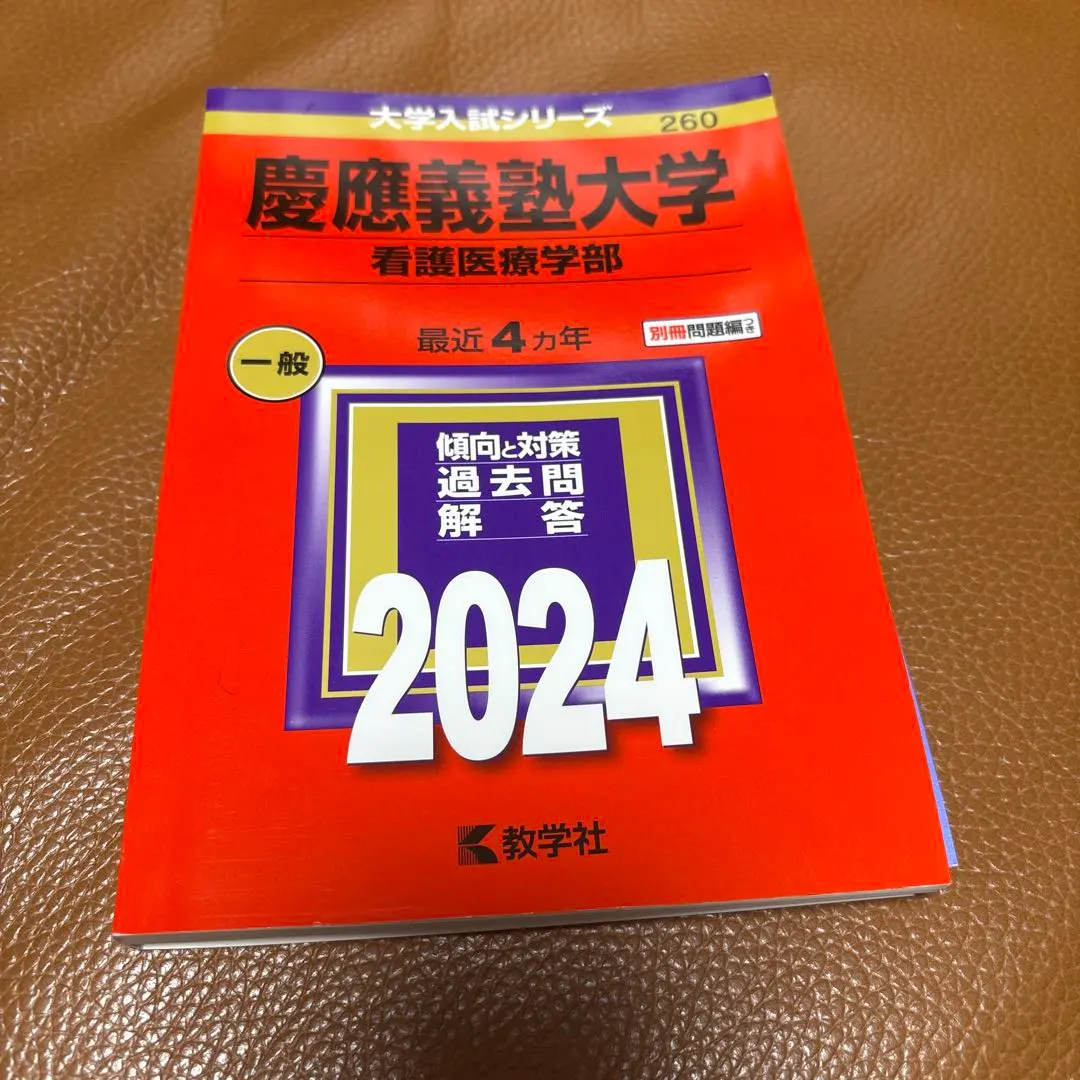 大学入試シリーズ 260
慶應義塾大学
看護医療学部
最近4カ年
別冊問題編つき
一般
傾向と対策
過去問
解答
2024
教学社